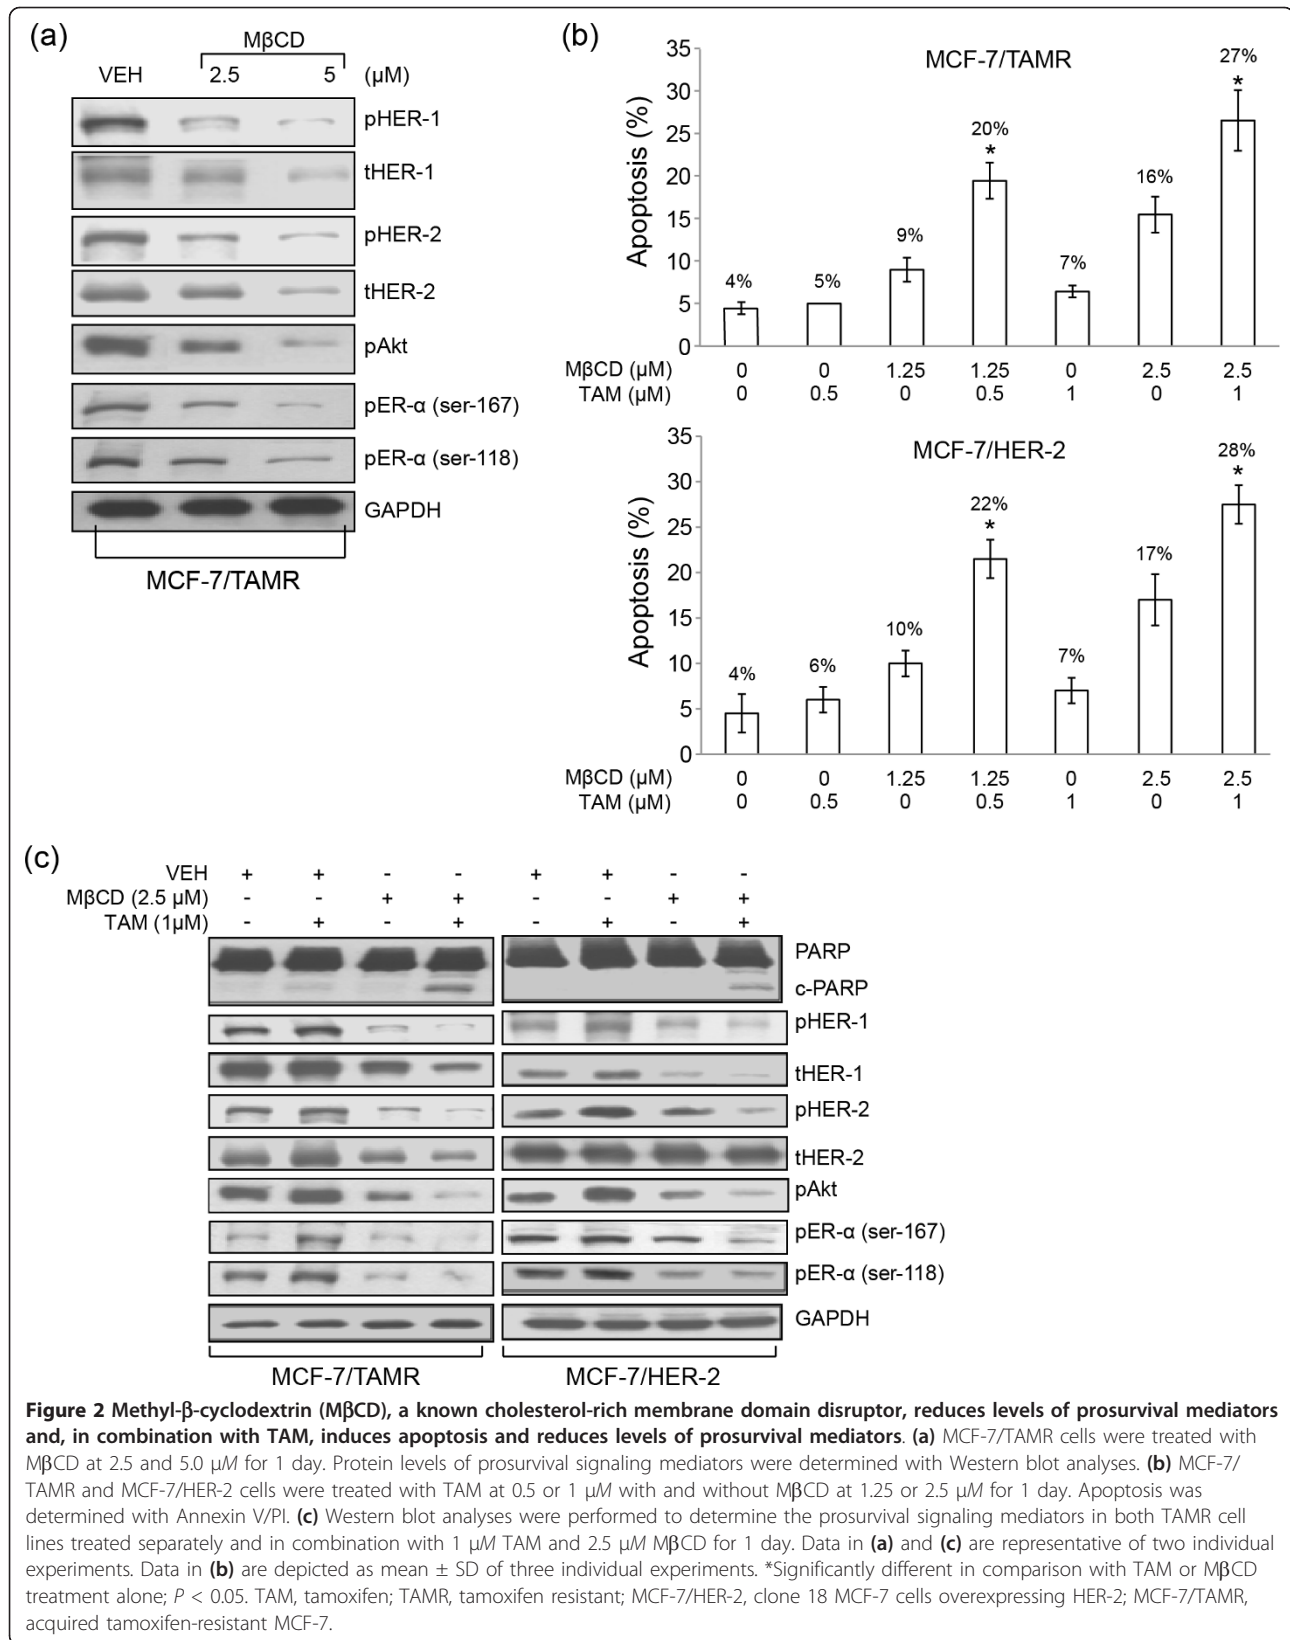 (a)
MβCD
VEH 2.5 5 (μM)
pHER-1
tHER-1
pHER-2
tHER-2
pAkt
pER-α (ser-167)
pER-α (ser-118)
GAPDH
MCF-7/TAMR
(b)
MCF-7/TAMR
Apoptosis (%)
35
30
25
20
15
10
5
0
4% 5% 9% 20% * 7% 16% 27% *
MβCD (μM) 0 0 1.25 1.25 0 2.5 2.5
TAM (μM) 0 0.5 0 0.5 1 0 1
MCF-7/HER-2
Apoptosis (%)
35
30
25
20
15
10
5
0
4% 6% 10% 22% * 7% 17% 28% *
MβCD (μM) 0 0 1.25 1.25 0 2.5 2.5
TAM (μM) 0 0.5 0 0.5 1 0 1
(c)
VEH + + - - + + - -
MβCD (2.5 μM) - - + + - - + +
TAM (1μM) - + - + - + - +
PARP
c-PARP
pHER-1
tHER-1
pHER-2
tHER-2
pAkt
pER-α (ser-167)
pER-α (ser-118)
GAPDH
MCF-7/TAMR MCF-7/HER-2
Figure 2 Methyl-β-cyclodextrin (MβCD), a known cholesterol-rich membrane domain disruptor, reduces levels of prosurvival mediators
and, in combination with TAM, induces apoptosis and reduces levels of prosurvival mediators. (a) MCF-7/TAMR cells were treated with
MβCD at 2.5 and 5.0 μM for 1 day. Protein levels of prosurvival signaling mediators were determined with Western blot analyses. (b) MCF-7/
TAMR and MCF-7/HER-2 cells were treated with TAM at 0.5 or 1 μM with and without MβCD at 1.25 or 2.5 μM for 1 day. Apoptosis was
determined with Annexin V/PI. (c) Western blot analyses were performed to determine the prosurvival signaling mediators in both TAMR cell
lines treated separately and in combination with 1 μM TAM and 2.5 μM MβCD for 1 day. Data in (a) and (c) are representative of two individual
experiments. Data in (b) are depicted as mean ± SD of three individual experiments. *Significantly different in comparison with TAM or MβCD
treatment alone; P < 0.05. TAM, tamoxifen; TAMR, tamoxifen resistant; MCF-7/HER-2, clone 18 MCF-7 cells overexpressing HER-2; MCF-7/TAMR,
acquired tamoxifen-resistant MCF-7.